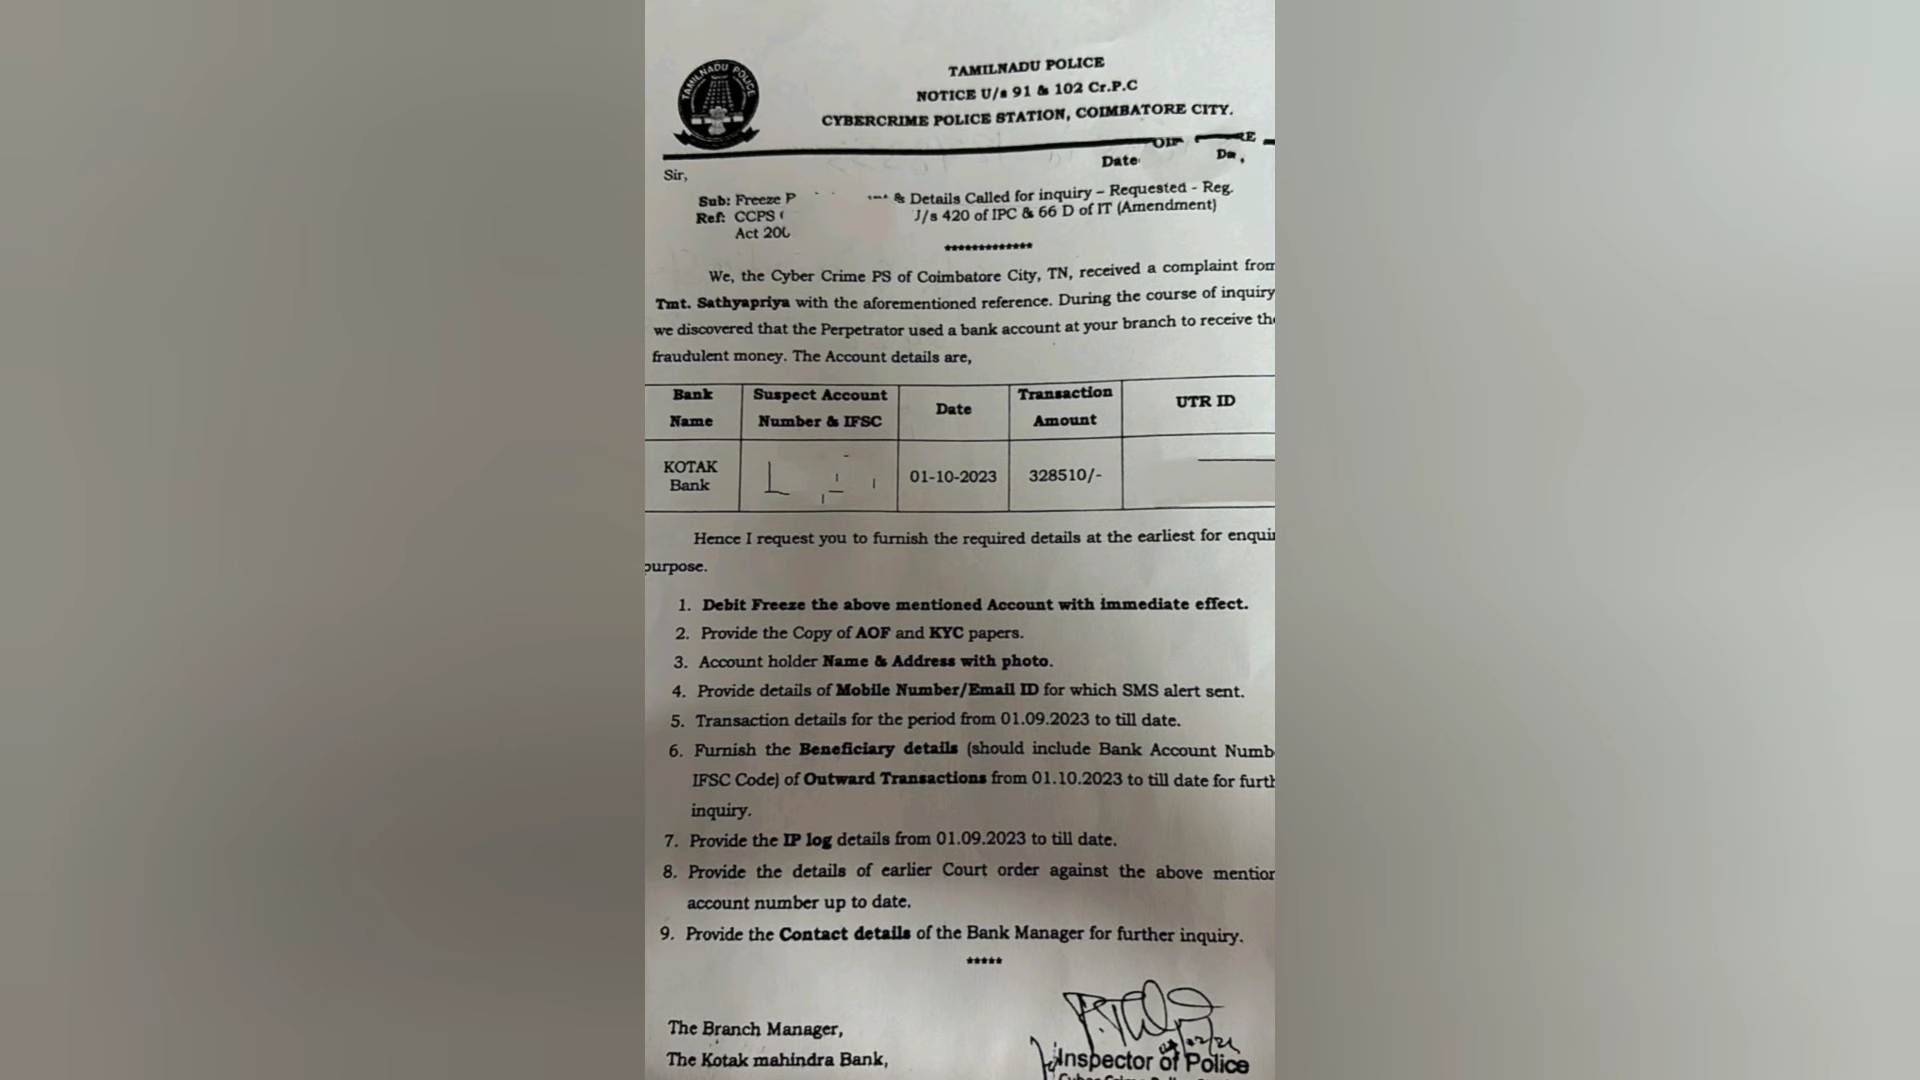 TAMILNADU POLICE
TAMILNADU POLICE
NOTICE U/s 91 & 102 Cr.P.C
CYBERCRIME POLICE STATION, COIMBATORE CITY.
Date
Sir,
Sub: Freeze & Details Called for inquiry – Requested - Reg.
Ref: CCPS U/s 420 of IPC & 66 D of IT (Amendment)
Act
*************
We, the Cyber Crime PS of Coimbatore City, TN, received a complaint from
Tmt. Sathyapriya with the aforementioned reference. During the course of inquiry
we discovered that the Perpetrator used a bank account at your branch to receive the
fraudulent money. The Account details are,
Bank Name Suspect Account Number & IFSC Date Transaction Amount UTR ID
KOTAK Bank 01-10-2023 328510/-
Hence I request you to furnish the required details at the earliest for enqui
purpose.
1. Debit Freeze the above mentioned Account with immediate effect.
2. Provide the Copy of AOF and KYC papers.
3. Account holder Name & Address with photo.
4. Provide details of Mobile Number/Email ID for which SMS alert sent.
5. Transaction details for the period from 01.09.2023 to till date.
6. Furnish the Beneficiary details (should include Bank Account Numb
IFSC Code) of Outward Transactions from 01.10.2023 to till date for furth
inquiry.
7. Provide the IP log details from 01.09.2023 to till date.
8. Provide the details of earlier Court order against the above mention
account number up to date.
9. Provide the Contact details of the Bank Manager for further inquiry.
*****
The Branch Manager,
The Kotak mahindra Bank,
Inspector of Police